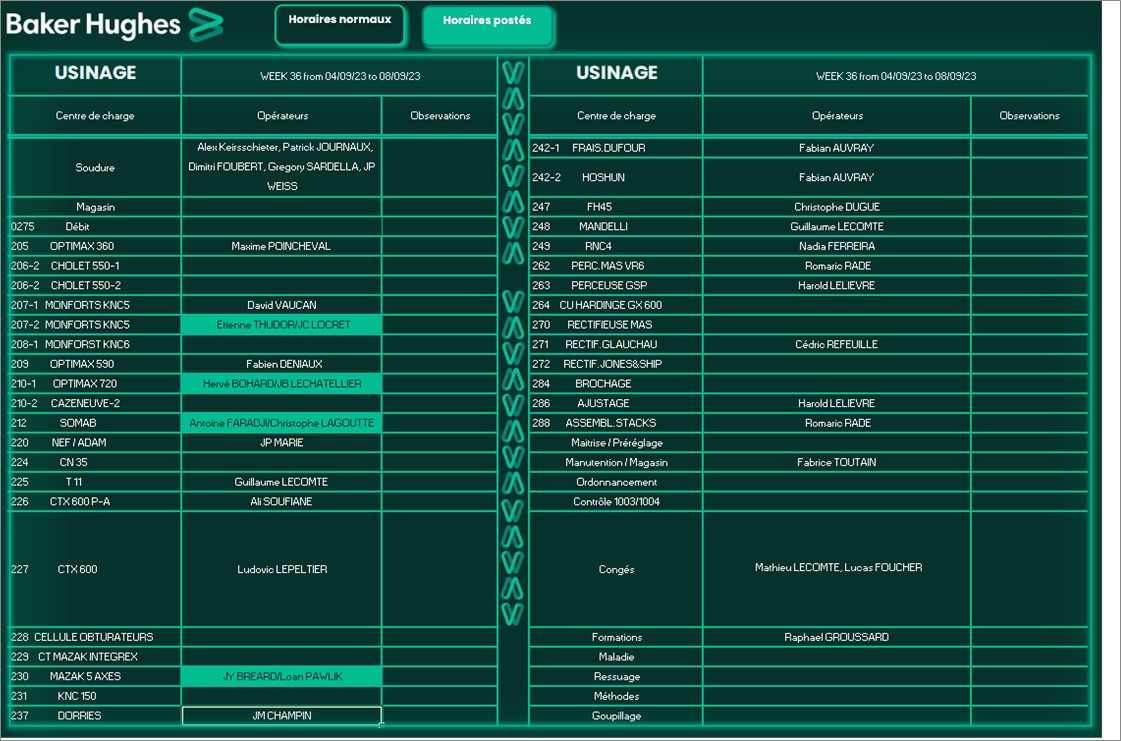 Baker Hughes
Horaires normaux
Horaires postés
USINAGE WEEK 36 from 04/09/23 to 08/09/23
Centre de charge Opérateurs Observations
Soudure
Alex Keirsschieter, Patrick JOURNAUX,
Dimitri FOUBERT, Gregory SARDELLA, JP
WEISS
Magasin
0275 Débit
205 OPTIMAX 360 Maxime POINCHEVAL
206-2 CHOLET 550-1
206-2 CHOLET 550-2
207-1 MONFORTS KNC5 David VAUCAN
207-2 MONFORTS KNC5 Etienne THUDOR/JC LOCRET
208-1 MONFORST KNC6
209 OPTIMAX 590 Fabien DENIAUX
210-1 OPTIMAX 720 Hervé BOHARD/JB LECHATELLIER
210-2 CAZENEUVE-2
212 SOMAB Antoine FARADJI/Christophe LAGOUTTE
220 NEF / ADAM JP MARIE
224 CN 35
225 T 11 Guillaume LECOMTE
226 CTX 600 P-A Ali SOUFIANE
227 CTX 600 Ludovic LEPELTIER
228 CELLULE OBTURATEURS
229 CT MAZAK INTEGREX
230 MAZAK 5 AXES JY BREARD/Loan PAWLIK
231 KNC 150
237 DORRIES JM CHAMPIN
USINAGE WEEK 36 from 04/09/23 to 08/09/23
Centre de charge Opérateurs Observations
242-1 FRAIS.DUFOUR Fabian AUVRAY
242-2 HOSHUN Fabian AUVRAY
247 FH45 Christophe DUGUE
248 MANDELLI Guillaume LECOMTE
249 RNC4 Nadia FERREIRA
262 PERC.MAS VR6 Romaric RADE
263 PERCEUSE GSP Harold LELIEVRE
264 CU HARDINGE GX 600
270 RECTIFIEUSE MAS
271 RECTIF.GLAUCHAU Cédric REFEUILLE
272 RECTIF.JONES&SHIP
284 BROCHAGE
286 AJUSTAGE Harold LELIEVRE
288 ASSEMBL.STACKS Romaric RADE
Maitrise / Préréglage
Manutention / Magasin Fabrice TOUTAIN
Ordonnancement
Contrôle 1003/1004
Congés Mathieu LECOMTE, Lucas FOUCHER
Formations Raphael GROUSSARD
Maladie
Ressuage
Méthodes
Goupillage